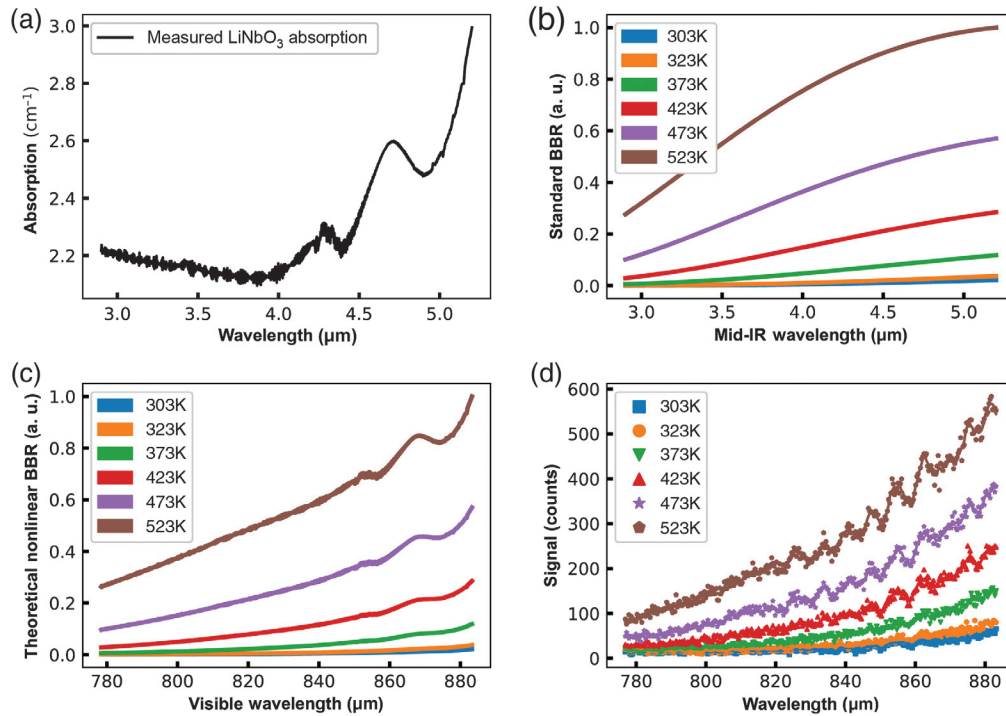 (a)
3.0
2.8
2.6
2.4
2.2
Absorption (cm⁻¹)
Measured LiNbO₃ absorption
3.0 3.5 4.0 4.5 5.0
Wavelength (μm)
(b)
1.0
0.8
0.6
0.4
0.2
0.0
Standard BBR (a. u.)
303K
323K
373K
423K
473K
523K
3.0 3.5 4.0 4.5 5.0
Mid-IR wavelength (μm)
(c)
1.0
0.8
0.6
0.4
0.2
0.0
Theoretical nonlinear BBR (a. u.)
303K
323K
373K
423K
473K
523K
780 800 820 840 860 880
Visible wavelength (μm)
(d)
600
500
400
300
200
100
0
Signal (counts)
303K
323K
373K
423K
473K
523K
780 800 820 840 860 880
Wavelength (μm)